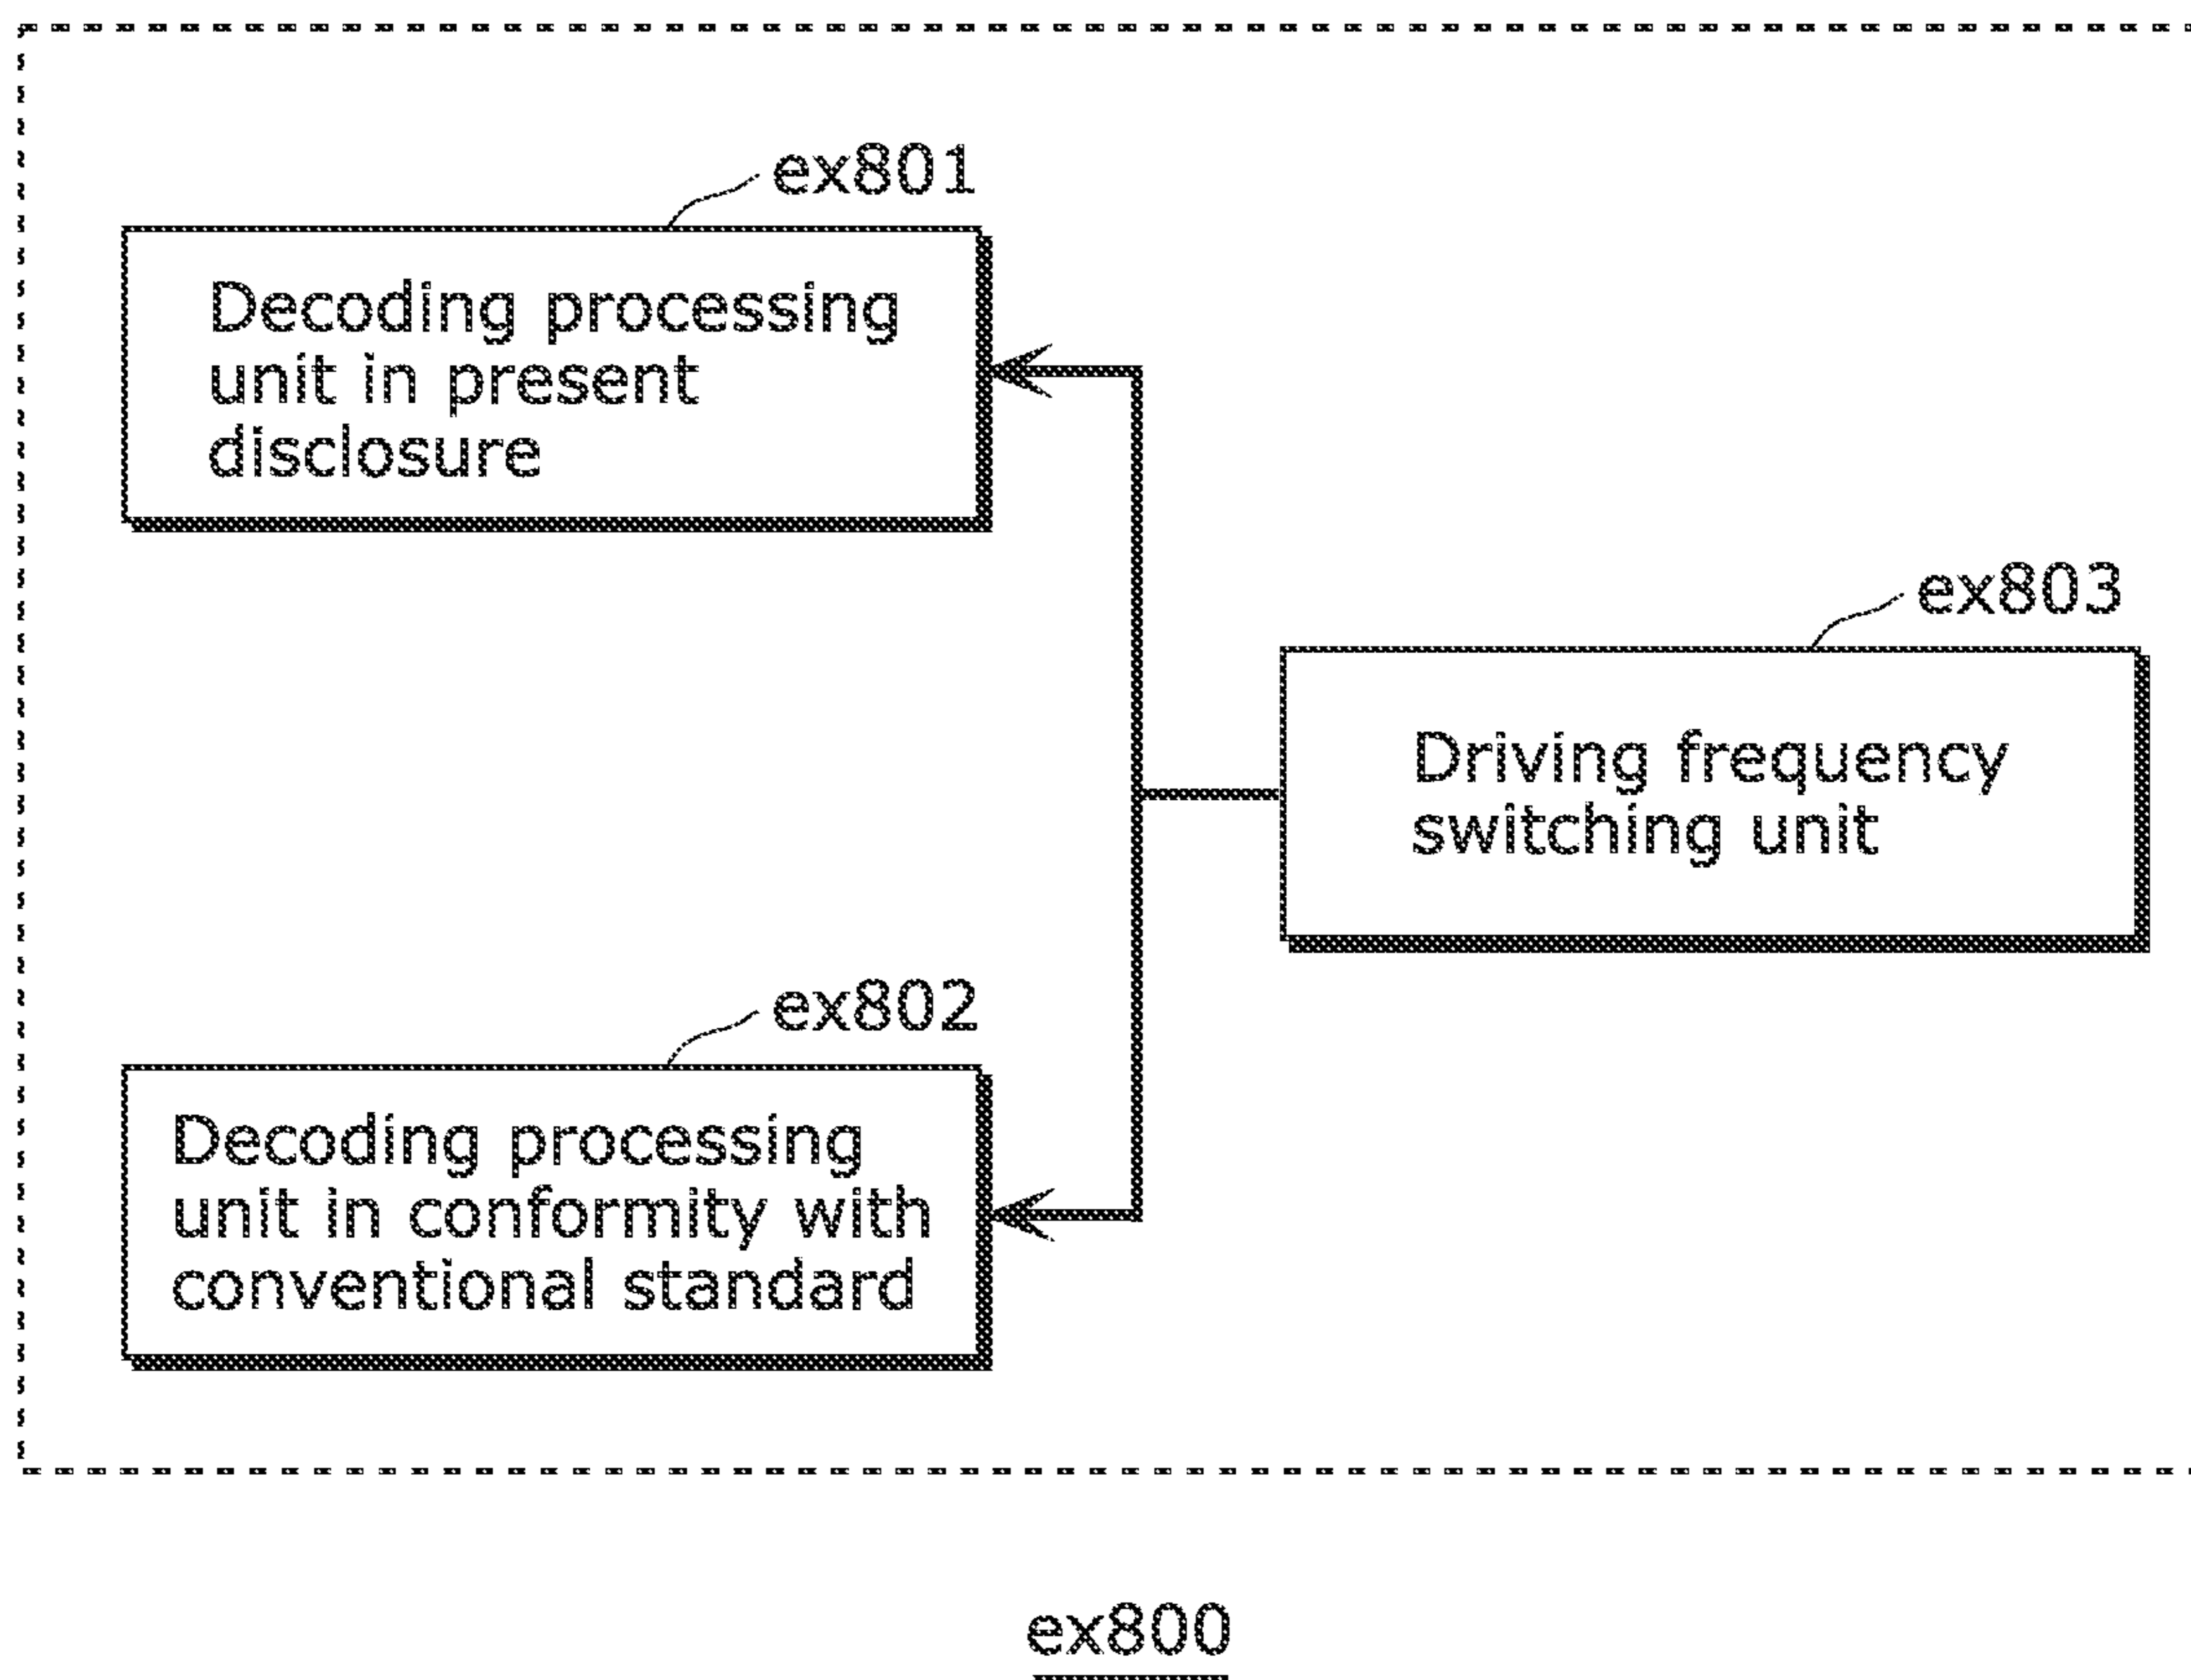 ex801
Decoding processing
unit in present
disclosure
ex803
Driving frequency
switching unit
ex802
Decoding processing
unit in conformity with
conventional standard
ex800